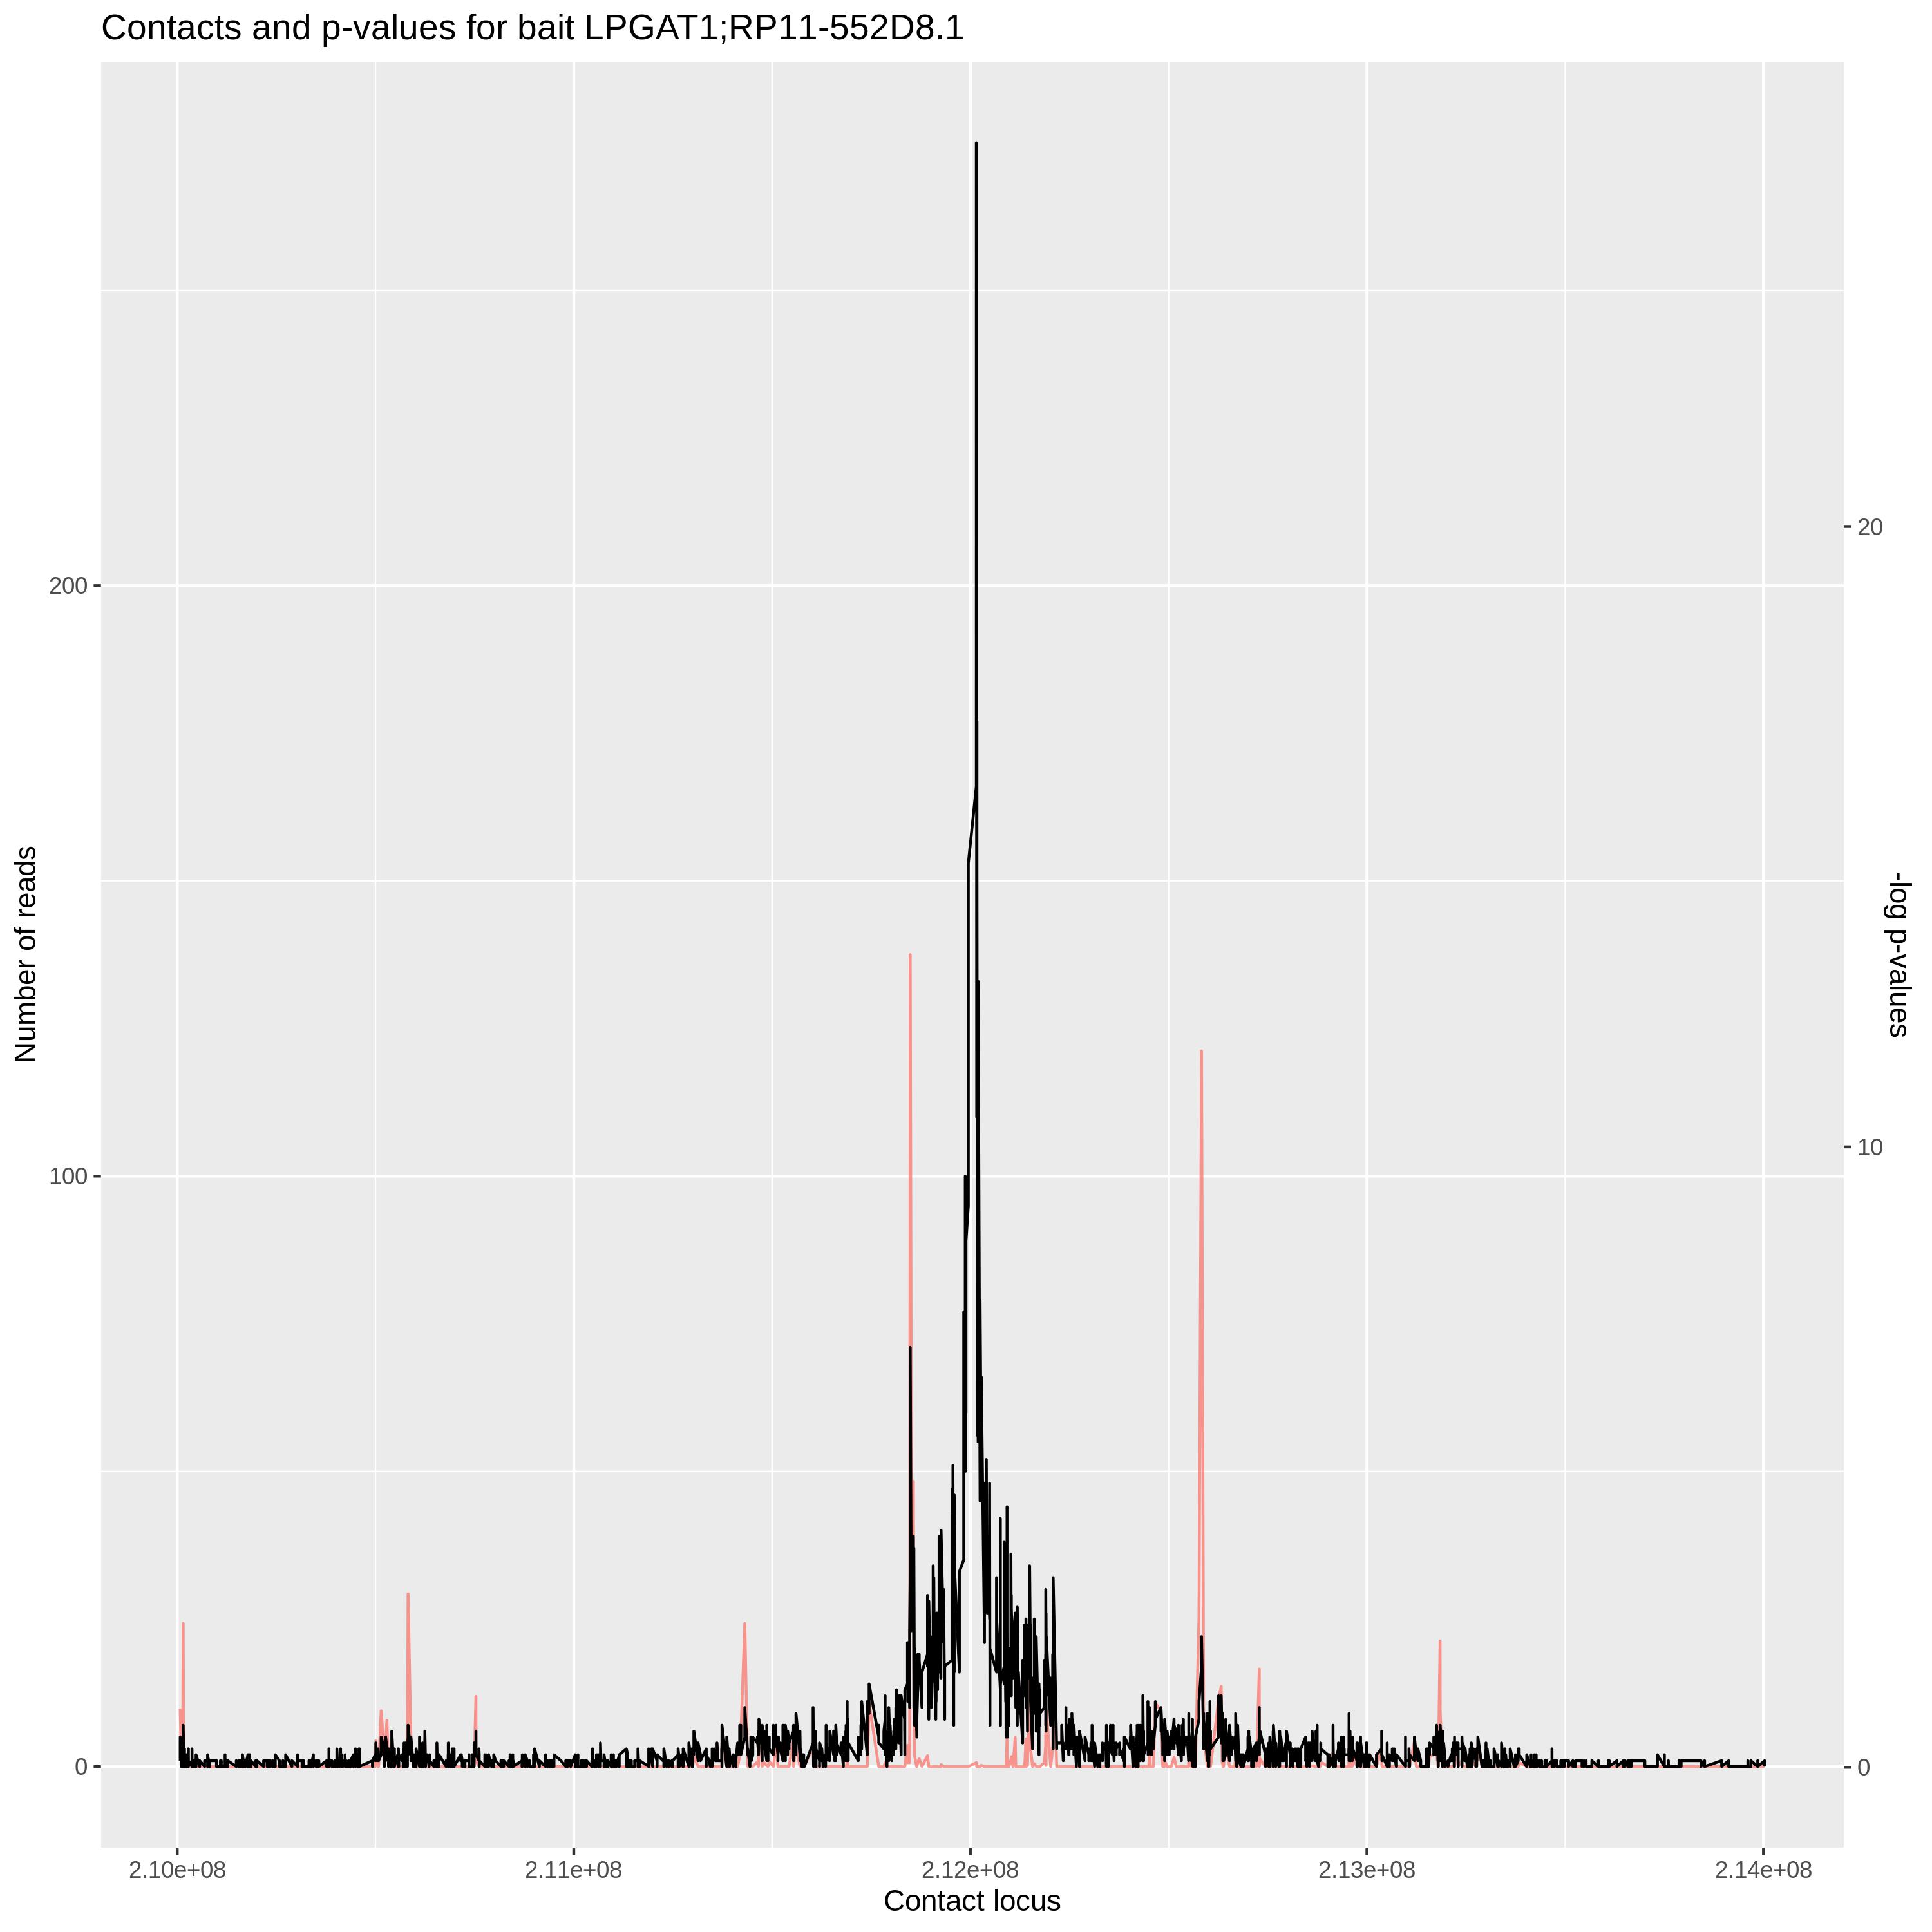 Contacts and p-values for bait LPGAT1;RP11-552D8.1
Number of reads
200
100
0
20
10
0
-log p-values
2.10e+08
2.11e+08
2.12e+08
2.13e+08
2.14e+08
Contact locus